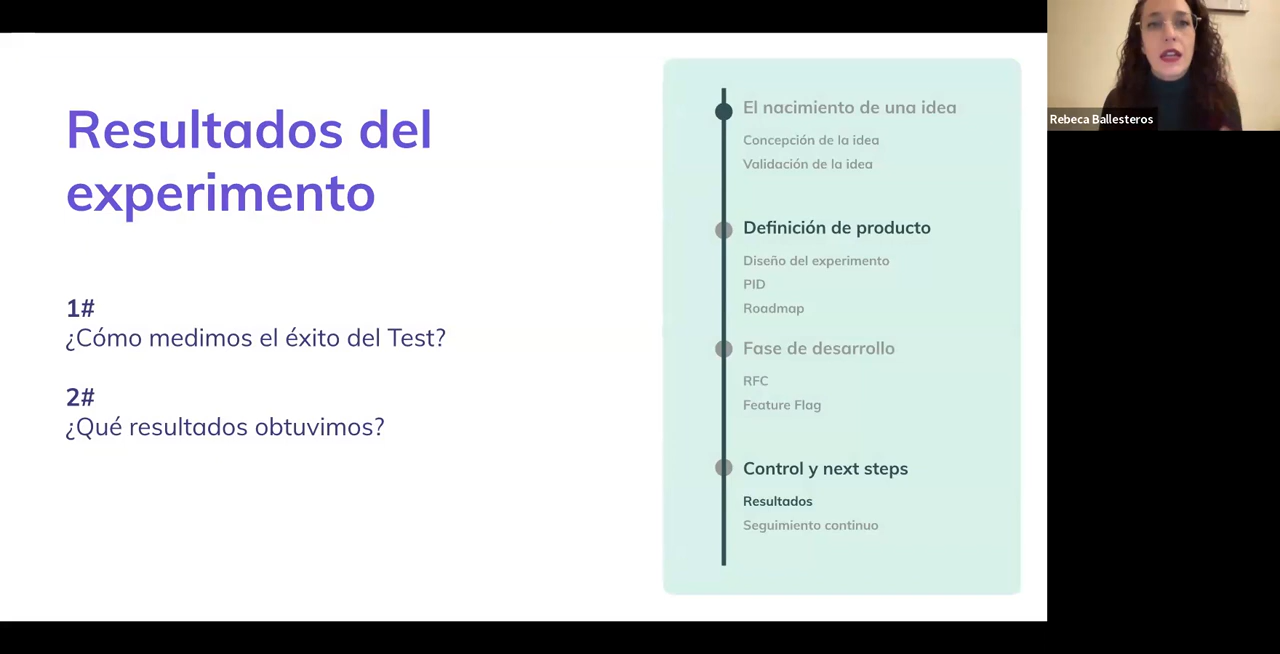 Resultados del
experimento
1#
¿Cómo medimos el éxito del Test?
2#
¿Qué resultados obtuvimos?
El nacimiento de una idea
Concepción de la idea
Validación de la idea
Definición de producto
Diseño del experimento
PID
Roadmap
Fase de desarrollo
RFC
Feature Flag
Control y next steps
Resultados
Seguimiento continuo
Rebeca Ballesteros